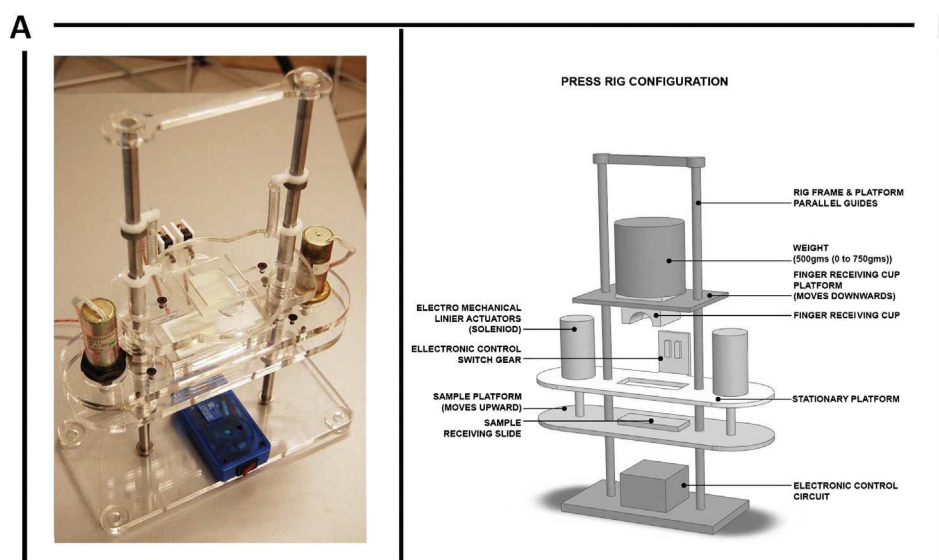 A
PRESS RIG CONFIGURATION
RIG FRAME & PLATFORM
PARALLEL GUIDES
WEIGHT
(500gms (0 to 750gms))
FINGER RECEIVING CUP
PLATFORM
(MOVES DOWNWARDS)
FINGER RECEIVING CUP
ELECTRO MECHANICAL
LINIER ACTUATORS
(SOLENIOD)
ELLECTRONIC CONTROL
SWITCH GEAR
SAMPLE PLATFORM
(MOVES UPWARD)
SAMPLE
RECEIVING SLIDE
STATIONARY PLATFORM
ELECTRONIC CONTROL
CIRCUIT